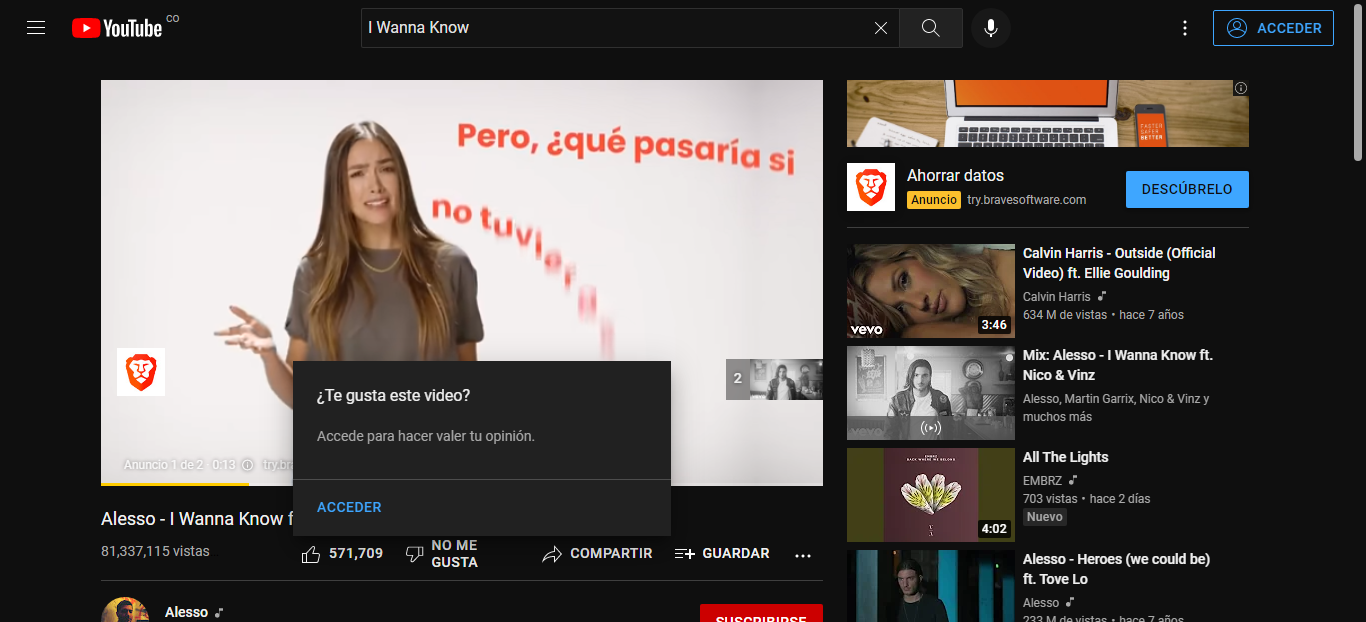 YouTube CO
I Wanna Know
ACCEDER
Pero, ¿qué pasaría si
no tuvier
2
¿Te gusta este video?
Accede para hacer valer tu opinión.
ACCEDER
Anuncio 1 de 2 · 0:13
try.br
Alesso - I Wanna Know f
81,337,115 vistas
571,709
NO ME
GUSTA
COMPARTIR
GUARDAR
Alesso
SUSCRIBIRSE
FASTER
SAFER
BETTER
Ahorrar datos
Anuncio try.bravesoftware.com
DESCÚBRELO
vevo
3:46
Calvin Harris - Outside (Official
Video) ft. Ellie Goulding
Calvin Harris
634 M de vistas • hace 7 años
vevo
Mix: Alesso - I Wanna Know ft.
Nico & Vinz
Alesso, Martin Garrix, Nico & Vinz y
muchos más
EMBRZ
BACK WHERE WE BELONG
4:02
All The Lights
EMBRZ
703 vistas • hace 2 días
Nuevo
Alesso - Heroes (we could be)
ft. Tove Lo
Alesso
233 M de vistas • hace 7 años